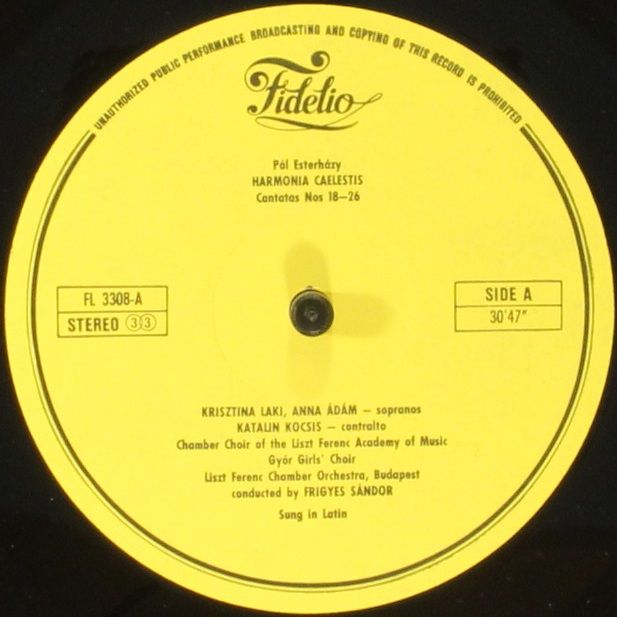 UNAUTHORIZED PUBLIC PERFORMANCE BROADCASTING AND COPYING OF THIS RECORD IS PROHIBITED
Fidelio
Pál Esterházy
HARMONIA CAELESTIS
Cantatas Nos 18—26
FL 3308-A
STEREO 33
SIDE A
30'47"
KRISZTINA LAKI, ANNA ÁDÁM — sopranos
KATALIN KOCSIS — contralto
Chamber Choir of the Liszt Ferenc Academy of Music
Győr Girls' Choir
Liszt Ferenc Chamber Orchestra, Budapest
conducted by FRIGYES SÁNDOR
Sung in Latin